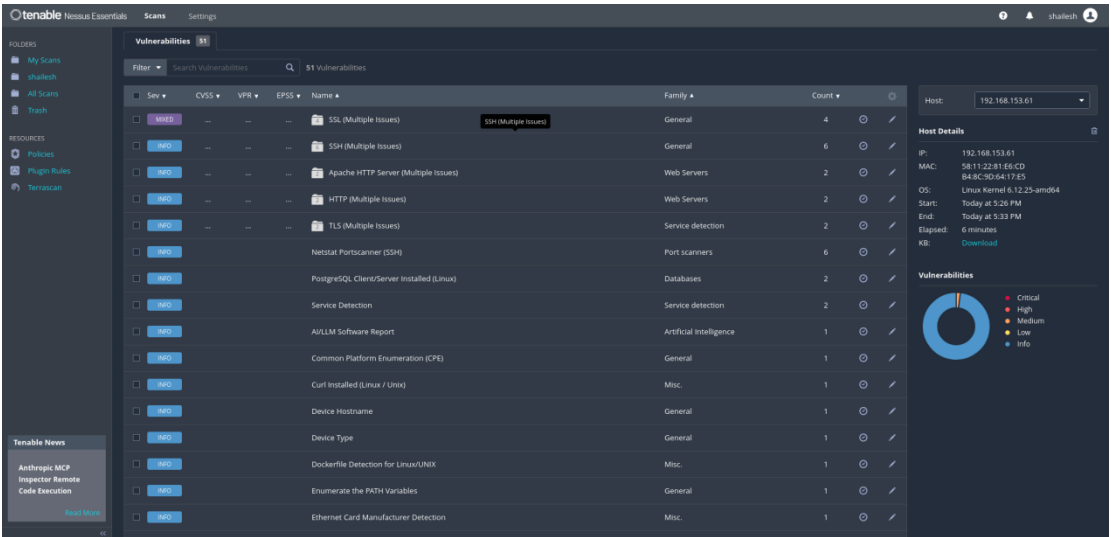 tenable Nessus Essentials Scans Settings shailesh
FOLDERS
My Scans
shailesh
All Scans
Trash
RESOURCES
Policies
Plugin Rules
Terrascan
Tenable News
Anthropic MCP
Inspector Remote
Code Execution
Read More
Vulnerabilities 51
Filter Search Vulnerabilities 51 Vulnerabilities
Sev CVSS VPR EPSS Name Family Count
MIXED ... ... ... SSL (Multiple Issues) General 4
SSH (Multiple Issues)
INFO ... ... ... SSH (Multiple Issues) General 6
INFO ... ... ... Apache HTTP Server (Multiple Issues) Web Servers 2
INFO ... ... ... HTTP (Multiple Issues) Web Servers 2
INFO ... ... ... TLS (Multiple Issues) Service detection 2
INFO Netstat Portscanner (SSH) Port scanners 6
INFO PostgreSQL Client/Server Installed (Linux) Databases 2
INFO Service Detection Service detection 2
INFO AI/LLM Software Report Artificial Intelligence 1
INFO Common Platform Enumeration (CPE) General 1
INFO Curl Installed (Linux / Unix) Misc. 1
INFO Device Hostname General 1
INFO Device Type General 1
INFO Dockerfile Detection for Linux/UNIX Misc. 1
INFO Enumerate the PATH Variables General 1
INFO Ethernet Card Manufacturer Detection Misc. 1
Host: 192.168.153.61
Host Details
IP: 192.168.153.61
MAC: 58:11:22:81:E6:CD
B4:8C:9D:64:17:E5
OS: Linux Kernel 6.12.25-amd64
Start: Today at 5:26 PM
End: Today at 5:33 PM
Elapsed: 6 minutes
KB: Download
Vulnerabilities
Critical
High
Medium
Low
Info